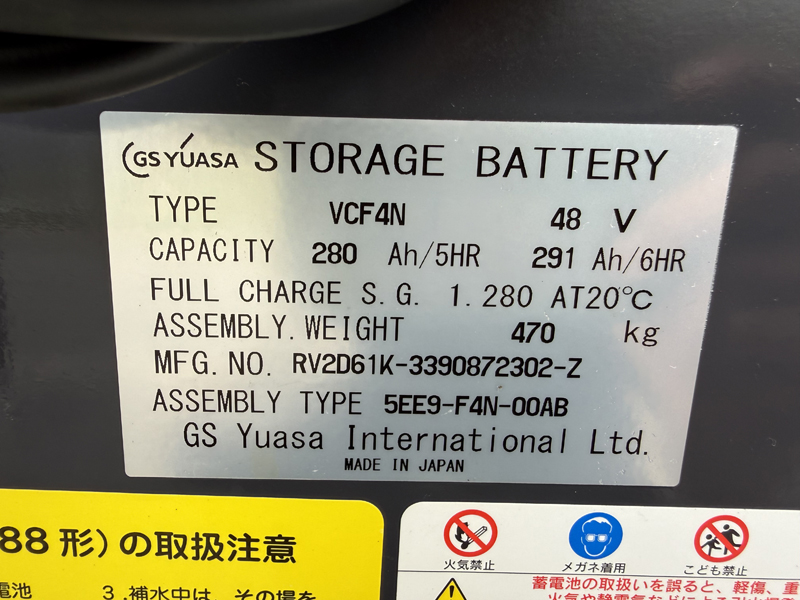 GS YUASA STORAGE BATTERY
TYPE VCF4N 48 V
CAPACITY 280 Ah/5HR 291 Ah/6HR
FULL CHARGE S.G. 1.280 AT20℃
ASSEMBLY.WEIGHT 470 kg
MFG.NO. RV2D61K-3390872302-Z
ASSEMBLY TYPE 5EE9-F4N-00AB
GS Yuasa International Ltd.
MADE IN JAPAN
88形)の取扱注意
電池 3.補水中は、その場を
火気禁止 メガネ着用 こども禁止
蓄電池の取扱いを誤ると、軽傷、重